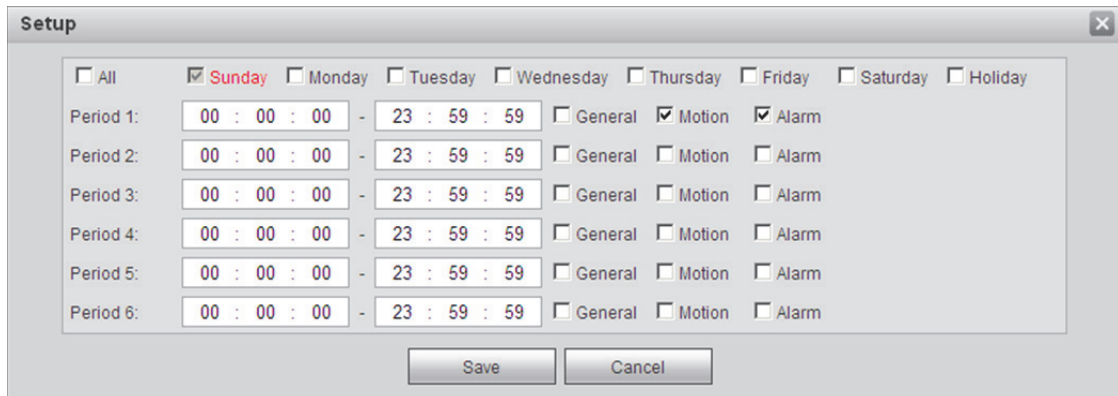 Setup
All Sunday Monday Tuesday Wednesday Thursday Friday Saturday Holiday
Period 1: 00 : 00 : 00 - 23 : 59 : 59 General Motion Alarm
Period 2: 00 : 00 : 00 - 23 : 59 : 59 General Motion Alarm
Period 3: 00 : 00 : 00 - 23 : 59 : 59 General Motion Alarm
Period 4: 00 : 00 : 00 - 23 : 59 : 59 General Motion Alarm
Period 5: 00 : 00 : 00 - 23 : 59 : 59 General Motion Alarm
Period 6: 00 : 00 : 00 - 23 : 59 : 59 General Motion Alarm
Save Cancel